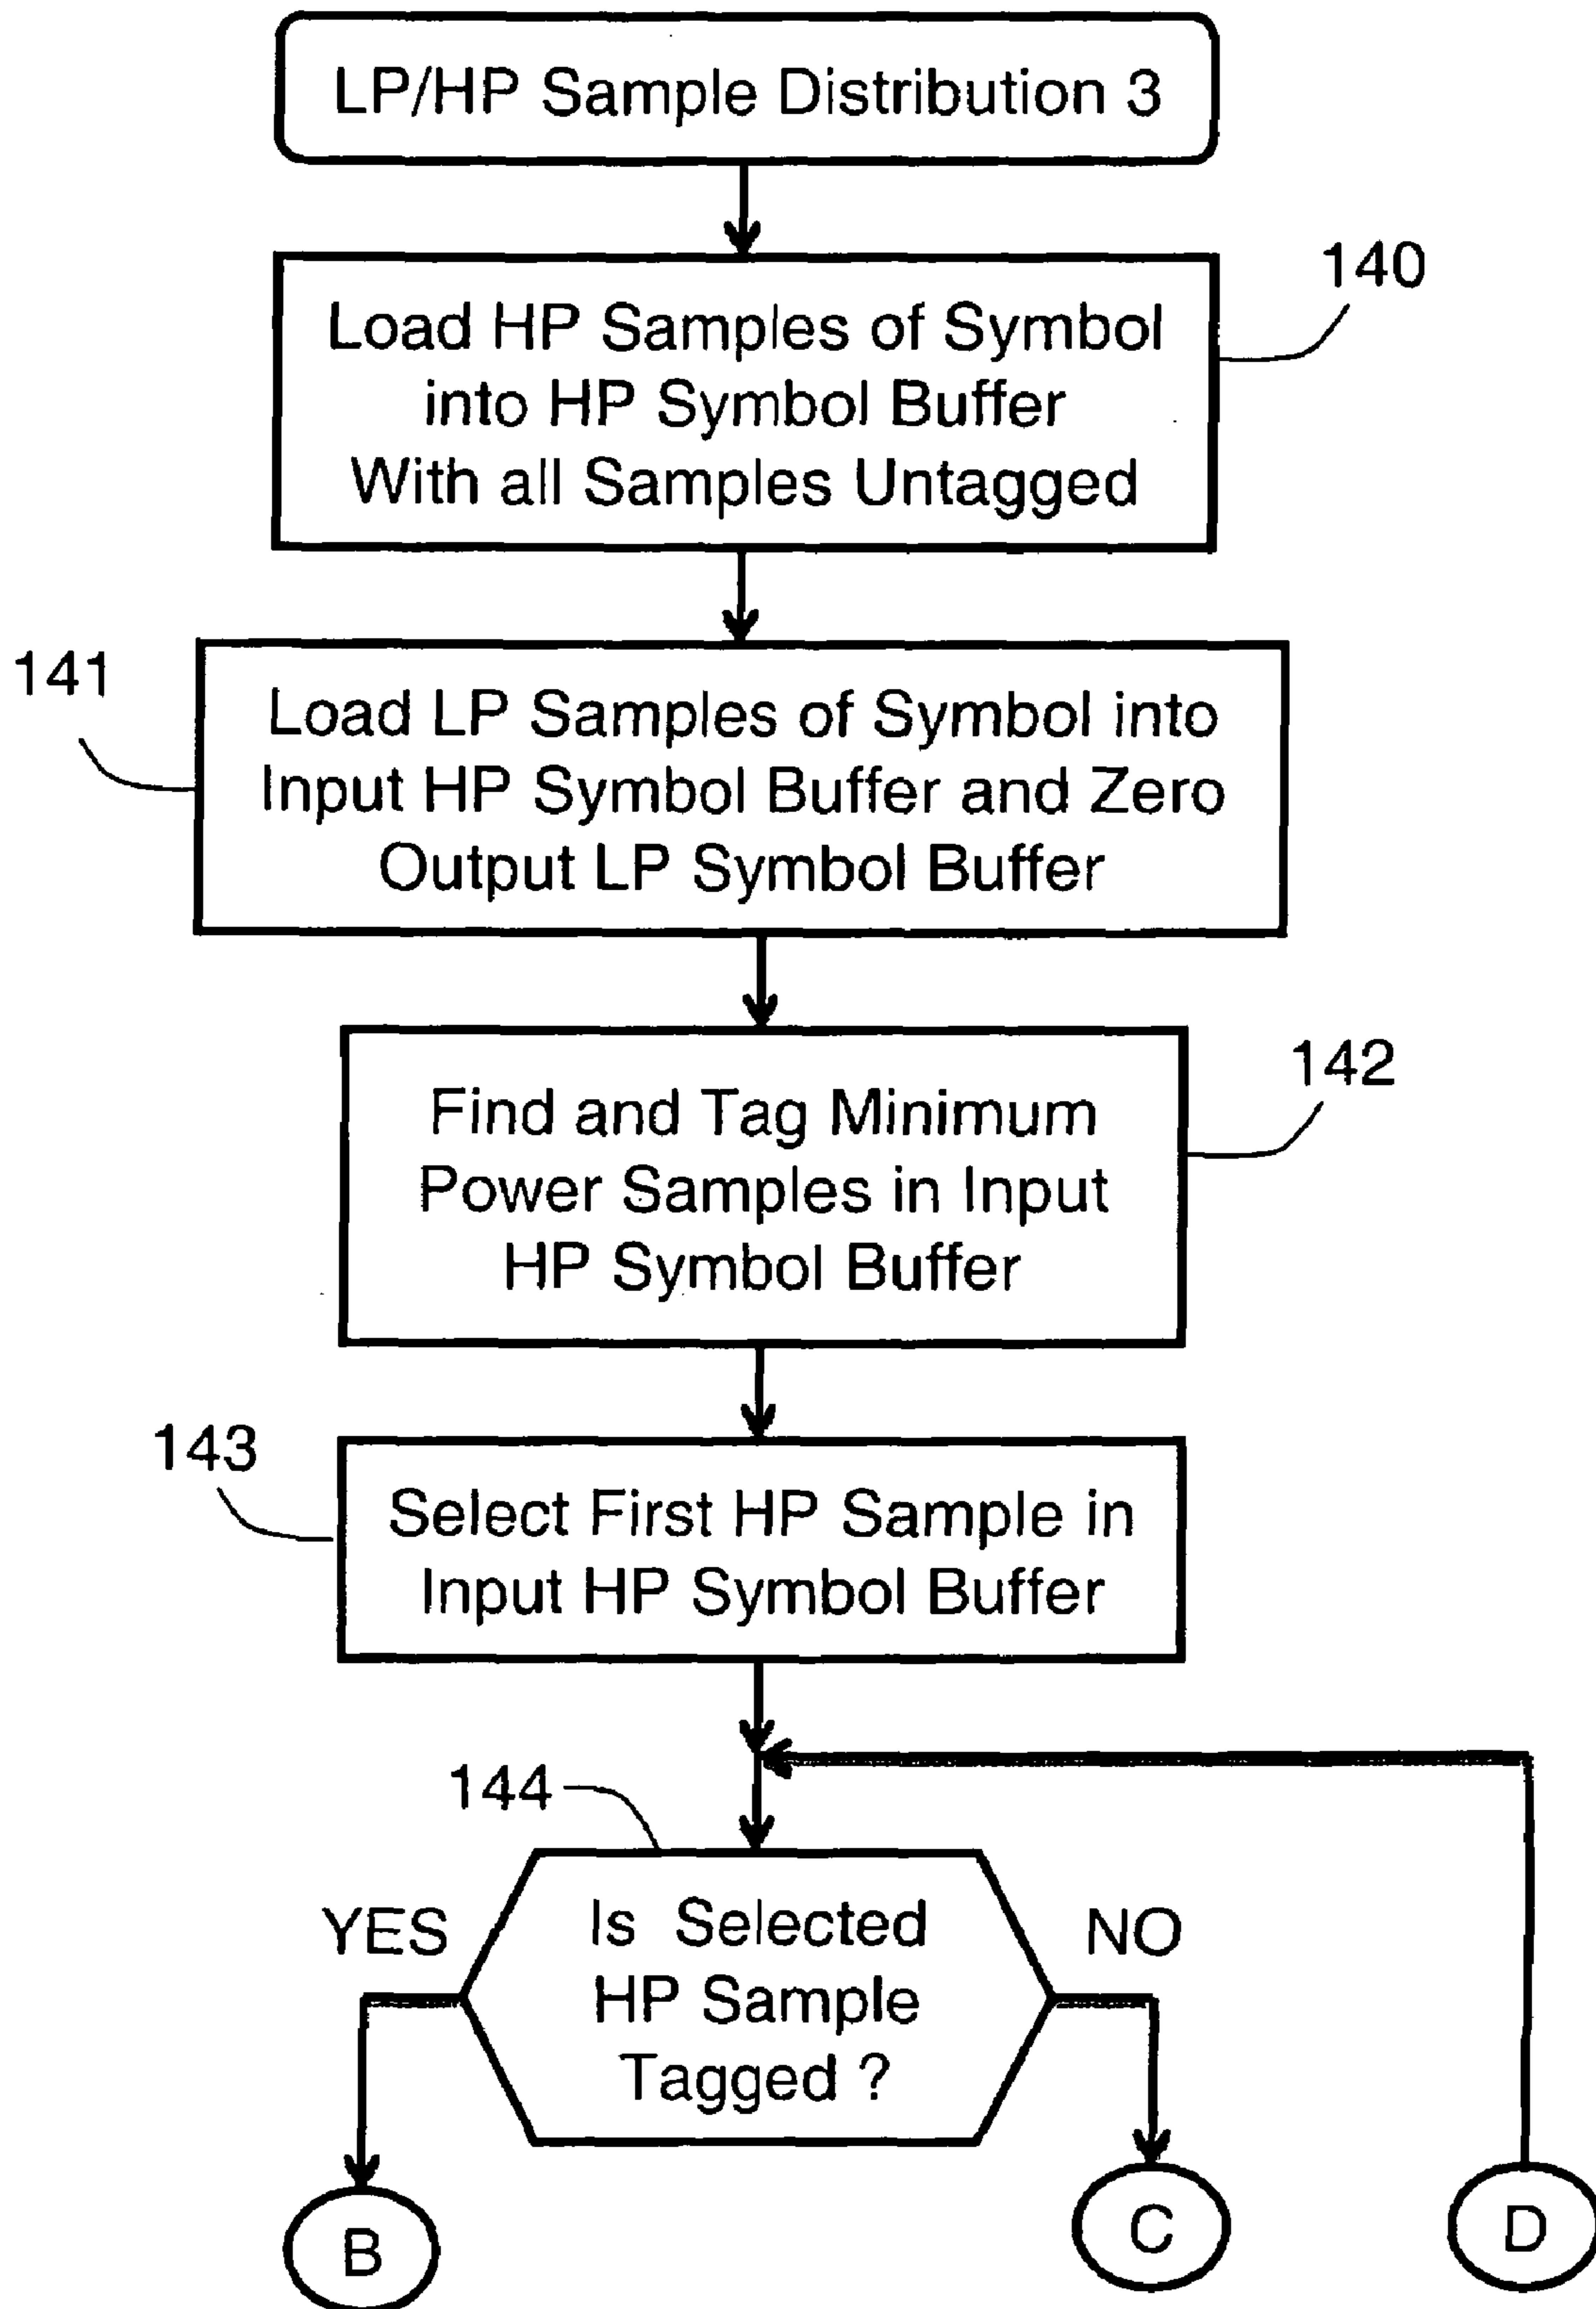 LP/HP Sample Distribution 3
140
Load HP Samples of Symbol
into HP Symbol Buffer
With all Samples Untagged
141
Load LP Samples of Symbol into
Input HP Symbol Buffer and Zero
Output LP Symbol Buffer
142
Find and Tag Minimum
Power Samples in Input
HP Symbol Buffer
143
Select First HP Sample in
Input HP Symbol Buffer
144
YES
Is Selected
HP Sample
Tagged ?
NO
B
C
D